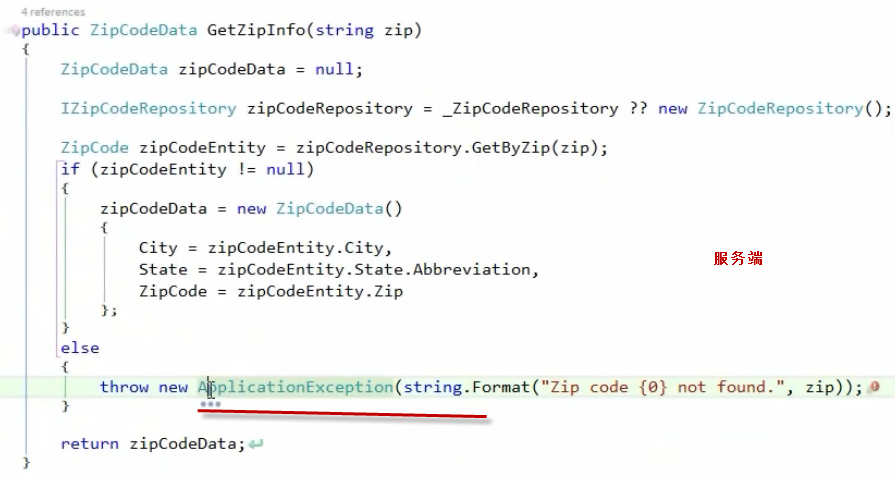 4 references
public ZipCodeData GetZipInfo(string zip)
{
ZipCodeData zipCodeData = null;
IZipCodeRepository zipCodeRepository = _ZipCodeRepository ?? new ZipCodeRepository();
ZipCode zipCodeEntity = zipCodeRepository.GetByZip(zip);
if (zipCodeEntity != null)
{
zipCodeData = new ZipCodeData()
{
City = zipCodeEntity.City,
服务端
State = zipCodeEntity.State.Abbreviation,
ZipCode = zipCodeEntity.Zip
};
}
else
{
throw new ApplicationException(string.Format("Zip code {0} not found.", zip));
}
return zipCodeData;
}